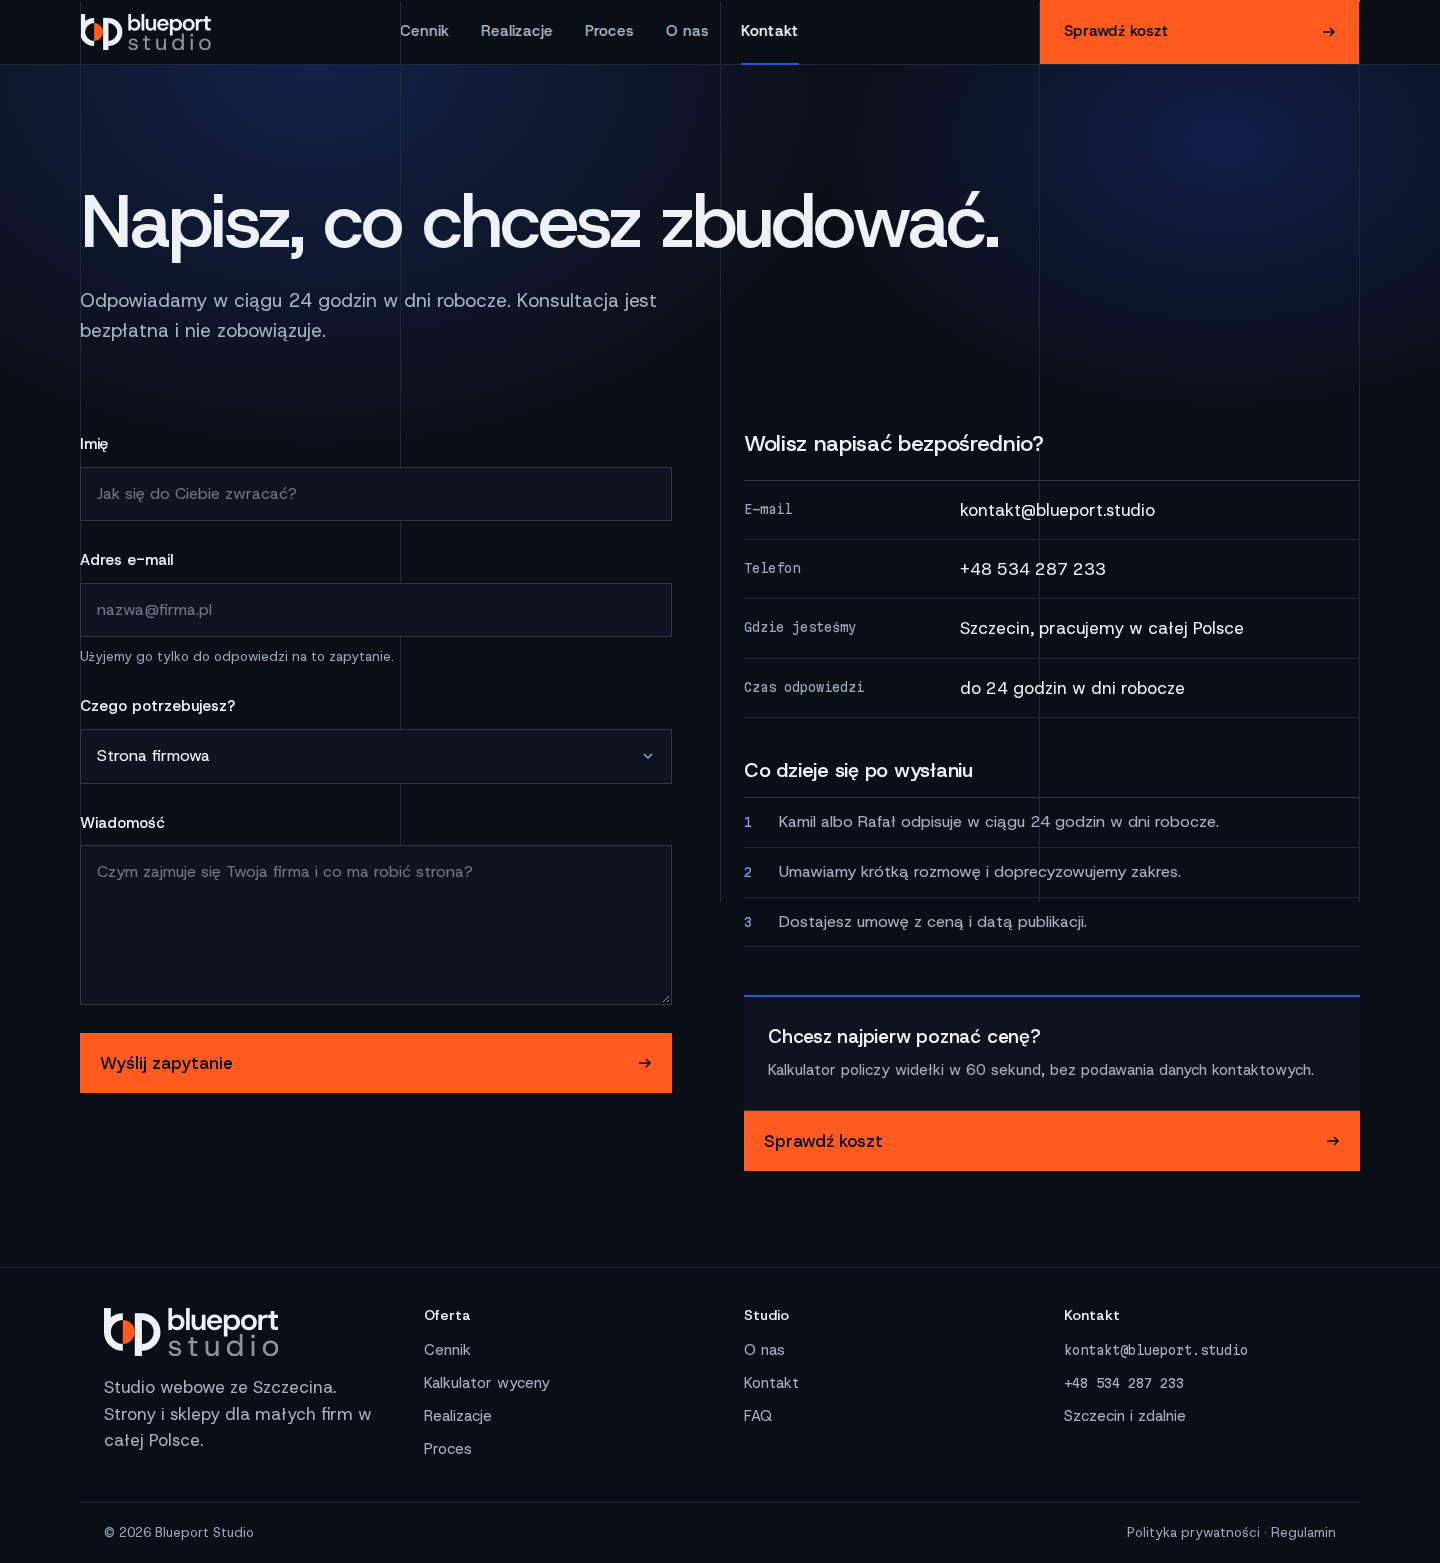 blueport
studio
Cennik
Realizacje
Proces
O nas
Kontakt
Sprawdź koszt
Napisz, co chcesz zbudować.
Odpowiadamy w ciągu 24 godzin w dni robocze. Konsultacja jest
bezpłatna i nie zobowiązuje.
Imię
Jak się do Ciebie zwracać?
Adres e-mail
nazwa@firma.pl
Użyjemy go tylko do odpowiedzi na to zapytanie.
Czego potrzebujesz?
Strona firmowa
Wiadomość
Czym zajmuje się Twoja firma i co ma robić strona?
Wyślij zapytanie
Wolisz napisać bezpośrednio?
E-mail
kontakt@blueport.studio
Telefon
+48 534 287 233
Gdzie jesteśmy
Szczecin, pracujemy w całej Polsce
Czas odpowiedzi
do 24 godzin w dni robocze
Co dzieje się po wysłaniu
1 Kamil albo Rafał odpisuje w ciągu 24 godzin w dni robocze.
2 Umawiamy krótką rozmowę i doprecyzowujemy zakres.
3 Dostajesz umowę z ceną i datą publikacji.
Chcesz najpierw poznać cenę?
Kalkulator policzy widełki w 60 sekund, bez podawania danych kontaktowych.
Sprawdź koszt
blueport
studio
Studio webowe ze Szczecina.
Strony i sklepy dla małych firm w
całej Polsce.
Oferta
Cennik
Kalkulator wyceny
Realizacje
Proces
Studio
O nas
Kontakt
FAQ
Kontakt
kontakt@blueport.studio
+48 534 287 233
Szczecin i zdalnie
© 2026 Blueport Studio
Polityka prywatności · Regulamin